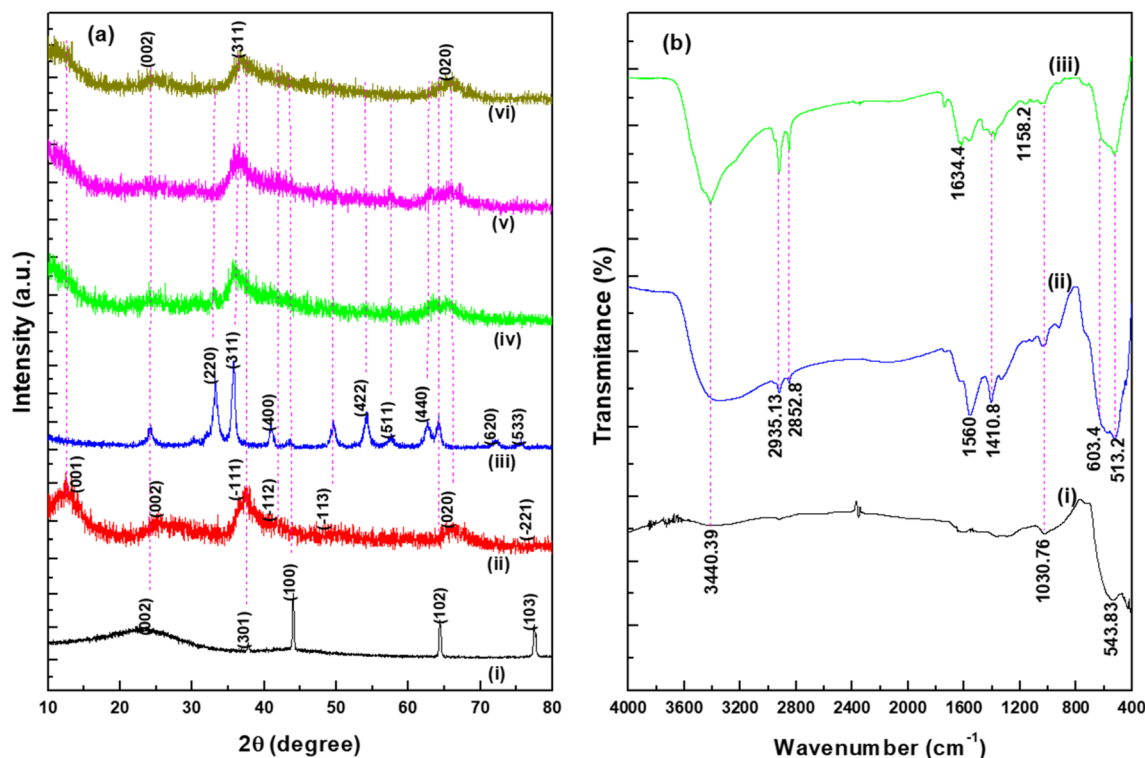 (a)
(002)
(311)
(020)
(vi)
(v)
(iv)
(220)
(311)
(400)
(422)
(511)
(440)
(620)
(533)
(iii)
(001)
(002)
(-111)
(-112)
(-113)
(020)
(-221)
(ii)
(002)
(301)
(100)
(102)
(103)
(i)
Intensity (a.u.)
10 20 30 40 50 60 70 80
2θ (degree)
(b)
(iii)
1634.4
1158.2
(ii)
2935.13
2852.8
1560
1410.8
603.4
513.2
(i)
3440.39
1030.76
543.83
Transmitance (%)
4000 3600 3200 2800 2400 2000 1600 1200 800 400
Wavenumber (cm⁻¹)